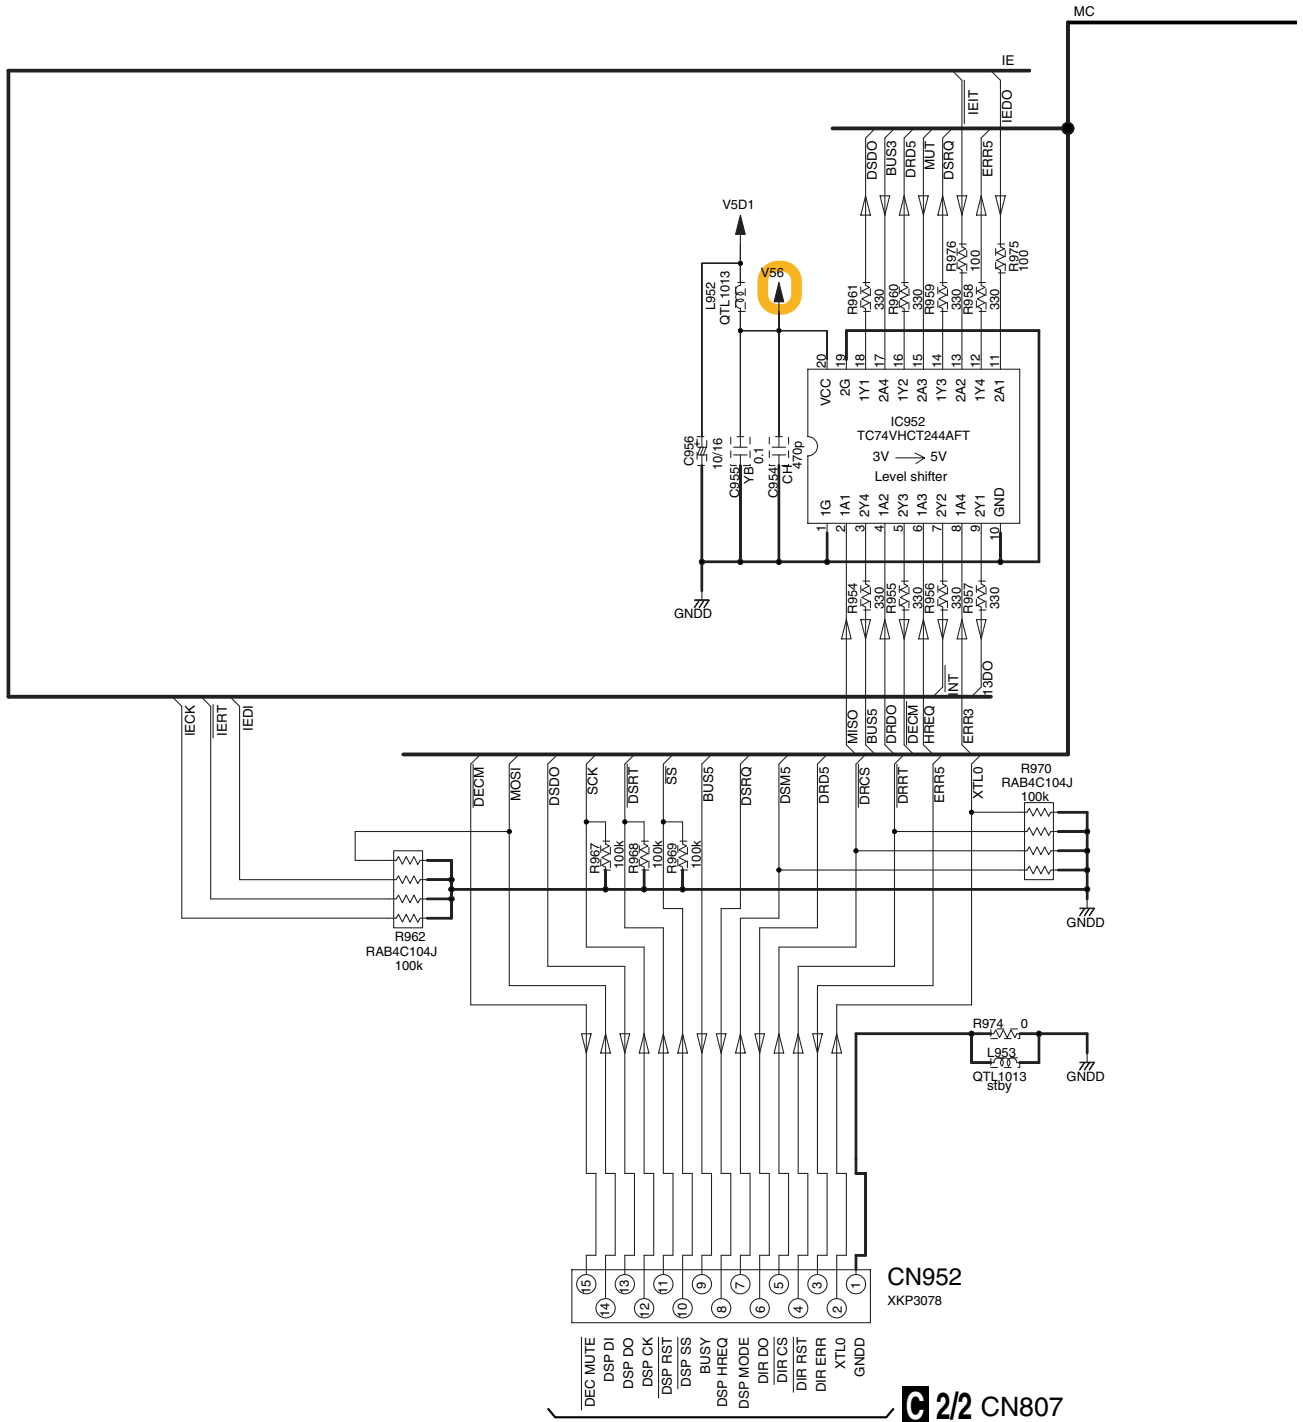 MC
IE
IEIT
IEDO
DSDO
BUS3
DRD5
MUT
DSRQ
ERR5
V5D1
V56
L952
QTL1013
R976
100
R975
100
R961
330
R960
330
R959
330
R958
330
20
19
18
17
16
15
14
13
12
11
VCC
2G
1Y1
2A4
1Y2
2A3
1Y3
2A2
1Y4
2A1
IC952
TC74VHCT244AFT
3V → 5V
Level shifter
C956
10/16
C955
YB
0.1
C954
CH
470p
1G
1A1
2Y4
1A2
2Y3
1A3
2Y2
1A4
2Y1
GND
1
2
3
4
5
6
7
8
9
10
GNDD
R954
330
R955
330
R956
330
R957
330
INT
13DO
IECK
IERT
IEDI
MISO
BUS5
DRDO
DECM
HREQ
ERR3
DECM
MOSI
DSDO
SCK
DSRT
SS
BUS5
DSRQ
DSM5
DRD5
DRCS
DRRT
ERR5
XTL0
R970
RAB4C104J
100k
R967
100k
R968
100k
R969
100k
GNDD
R962
RAB4C104J
100k
R974 0
L953
QTL1013
stby
GNDD
15
14
13
12
11
10
9
8
7
6
5
4
3
2
1
CN952
XKP3078
DEC MUTE
DSP DI
DSP DO
DSP CK
DSP RST
DSP SS
BUSY
DSP HREQ
DSP MODE
DIR DO
DIR CS
DIR RST
DIR ERR
XTL0
GNDD
C 2/2 CN807